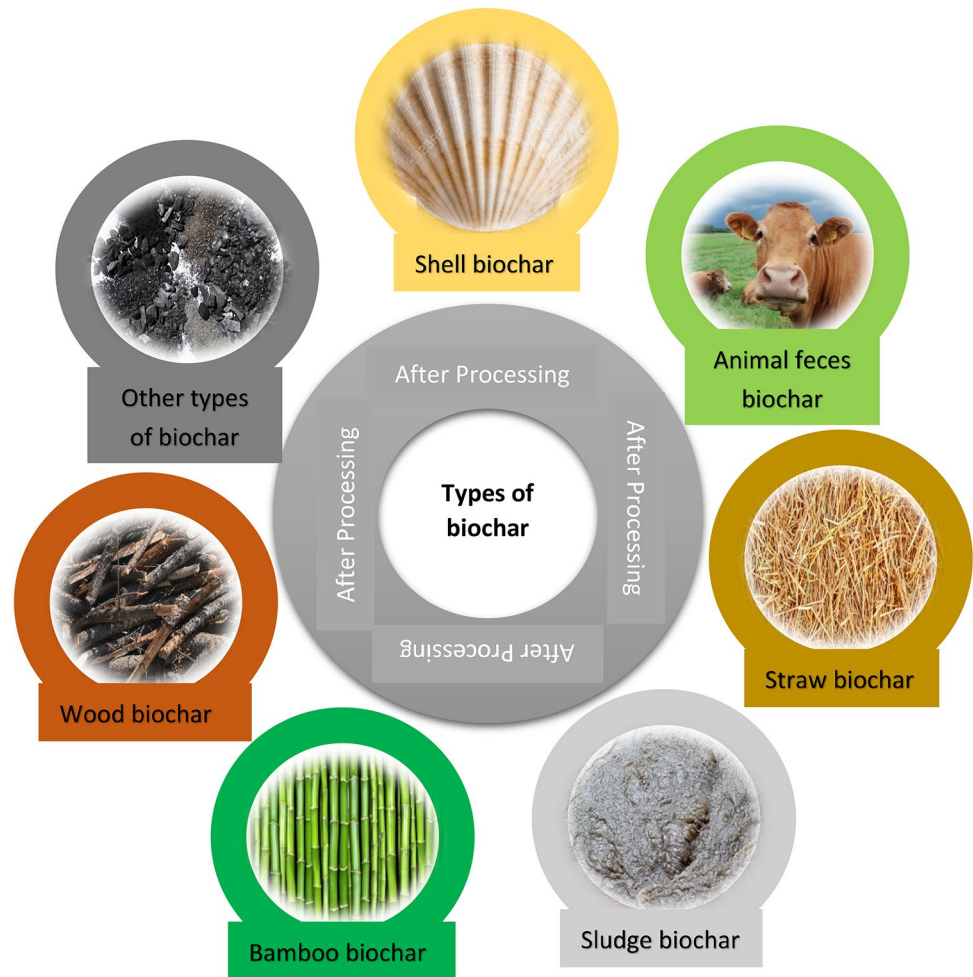 Shell biochar
Animal feces
biochar
Straw biochar
Sludge biochar
Bamboo biochar
Wood biochar
Other types
of biochar
After Processing
After Processing
After Processing
After Processing
Types of
biochar